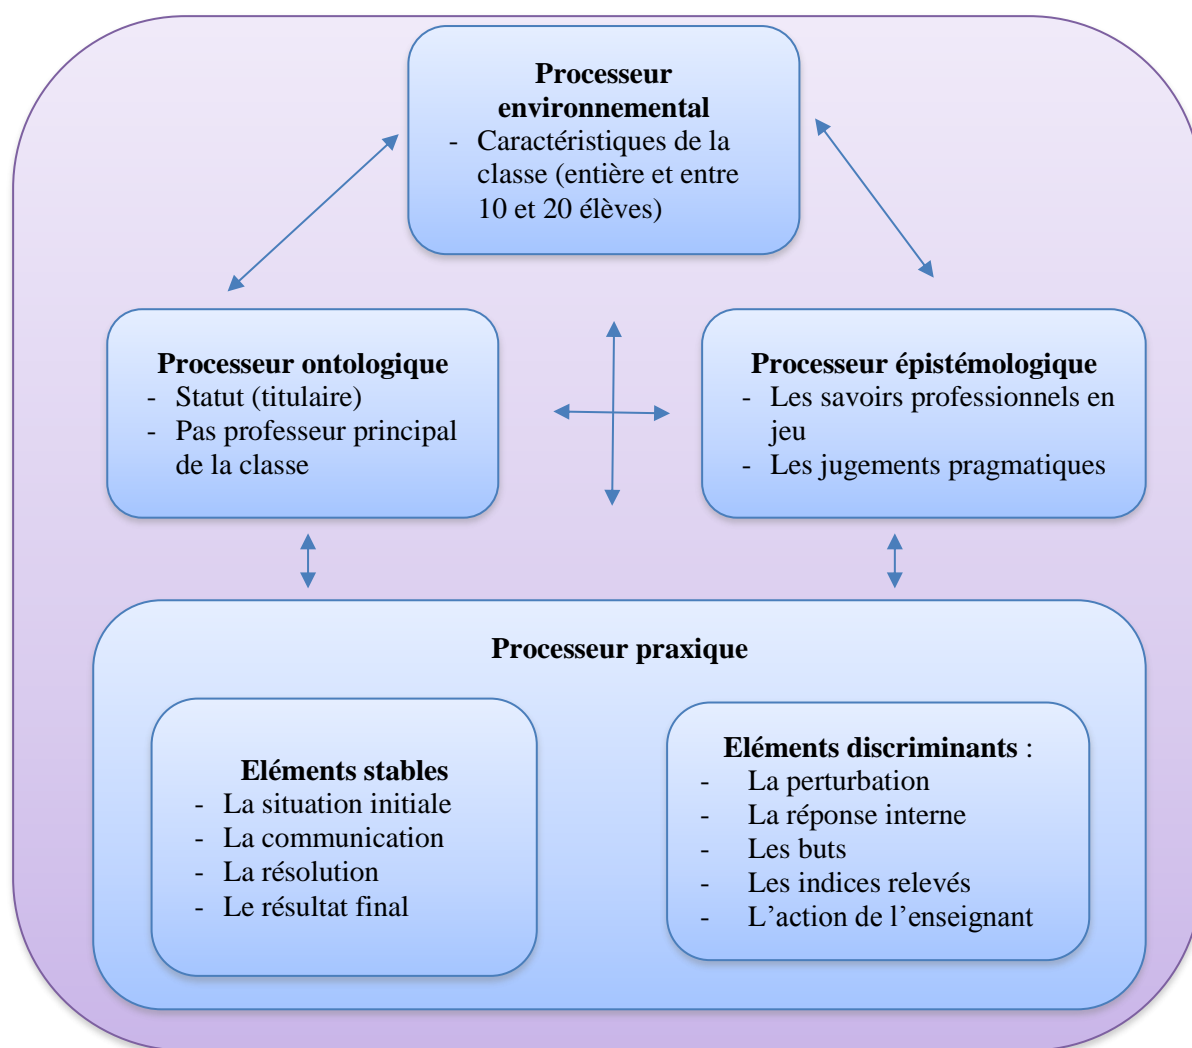 Processeur
environnemental
- Caractéristiques de la
classe (entière et entre
10 et 20 élèves)
Processeur ontologique
- Statut (titulaire)
- Pas professeur principal
de la classe
Processeur épistémologique
- Les savoirs professionnels en
jeu
- Les jugements pragmatiques
Processeur praxique
Eléments stables
- La situation initiale
- La communication
- La résolution
- Le résultat final
Eléments discriminants :
- La perturbation
- La réponse interne
- Les buts
- Les indices relevés
- L’action de l’enseignant